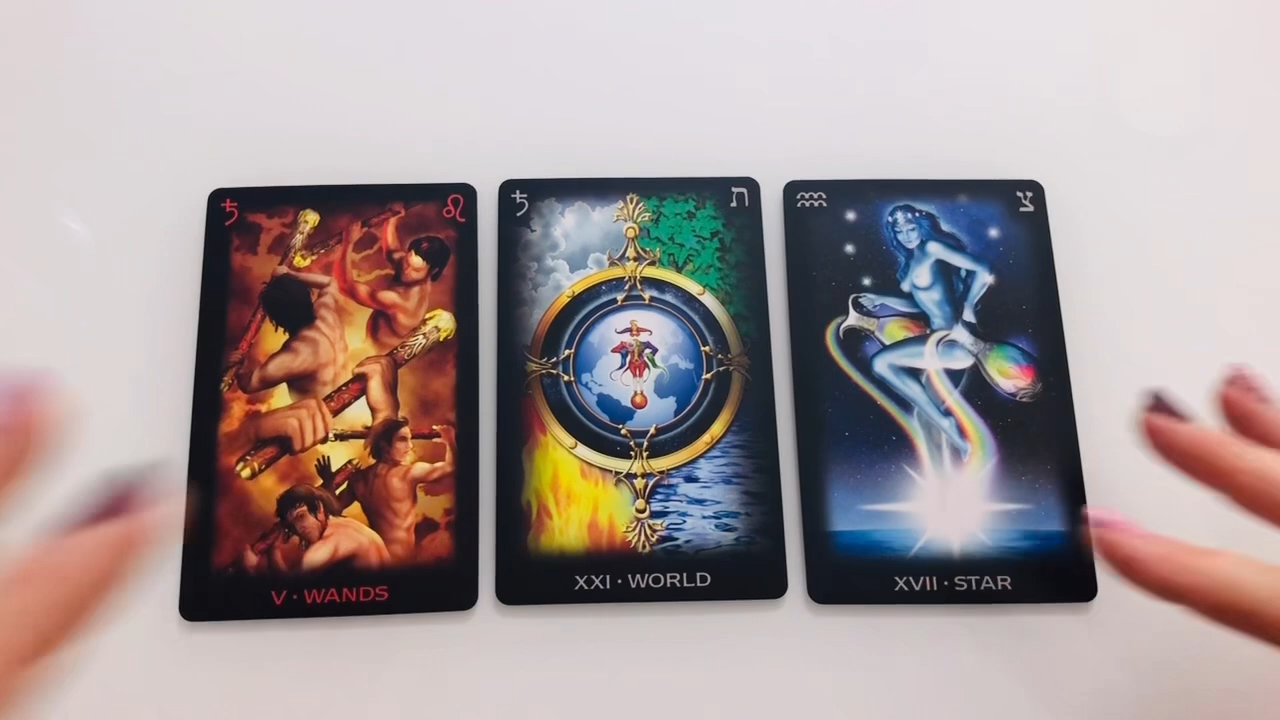 ♄ ♌
V · WANDS
♄ ת
XXI · WORLD
♒ צ
XVII · STAR